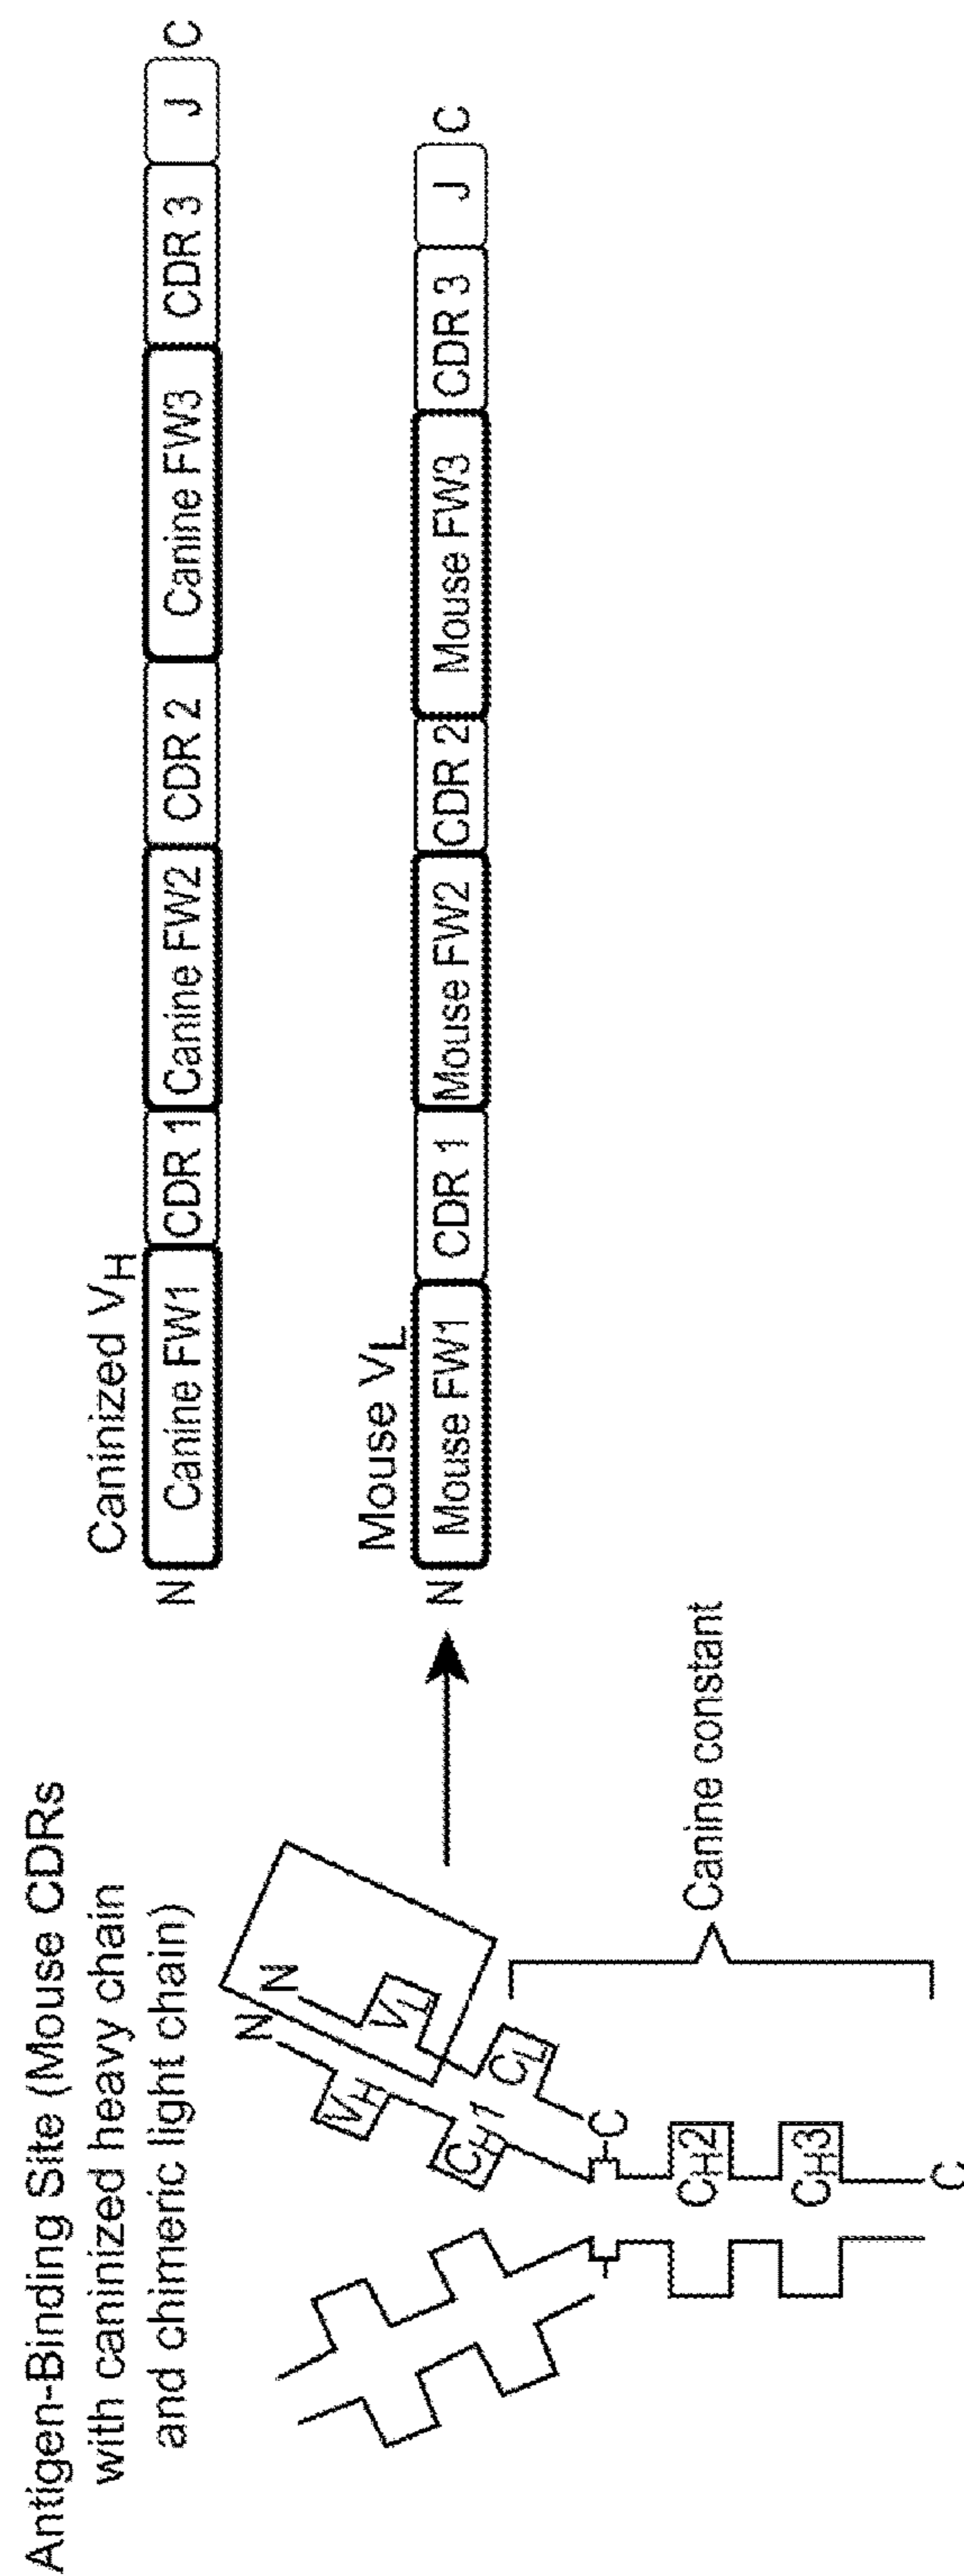 Antigen-Binding Site (Mouse CDRs
with caninized heavy chain
and chimeric light chain)
N
N
VH
VL
CH1
CL
C
CH2
CH3
C
Canine constant
Caninized VH
N Canine FW1 CDR 1 Canine FW2 CDR 2 Canine FW3 CDR 3 J C
Mouse VL
N Mouse FW1 CDR 1 Mouse FW2 CDR 2 Mouse FW3 CDR 3 J C